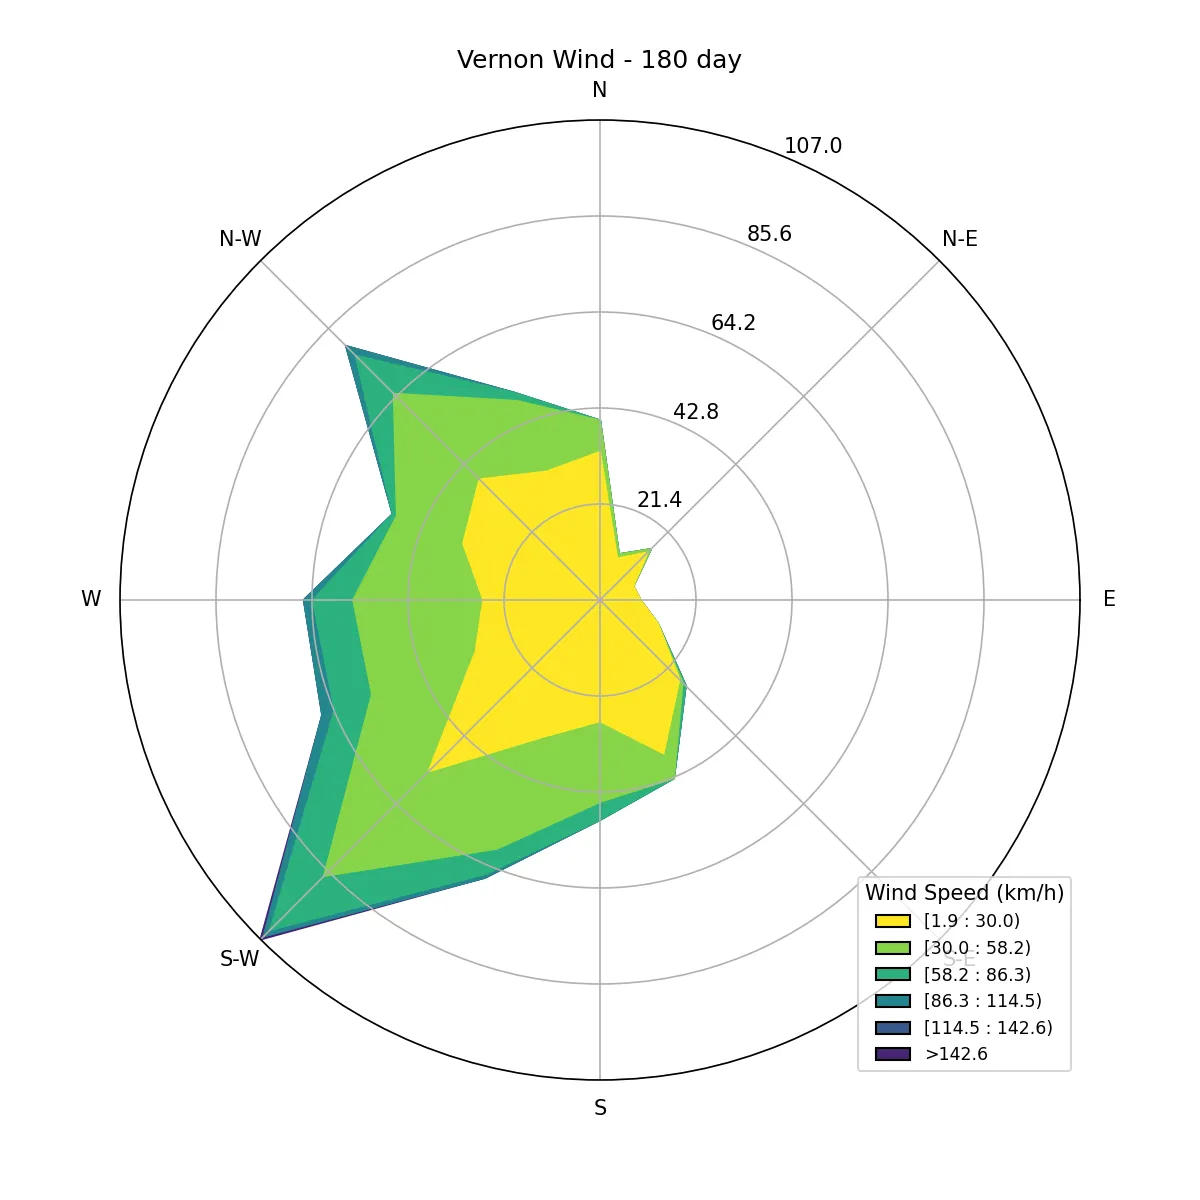 Vernon Wind - 180 day
N
107.0
N-W
85.6
N-E
64.2
42.8
21.4
W
E
S-W
S-E
S
Wind Speed (km/h)
[1.9 : 30.0)
[30.0 : 58.2)
[58.2 : 86.3)
[86.3 : 114.5)
[114.5 : 142.6)
>142.6